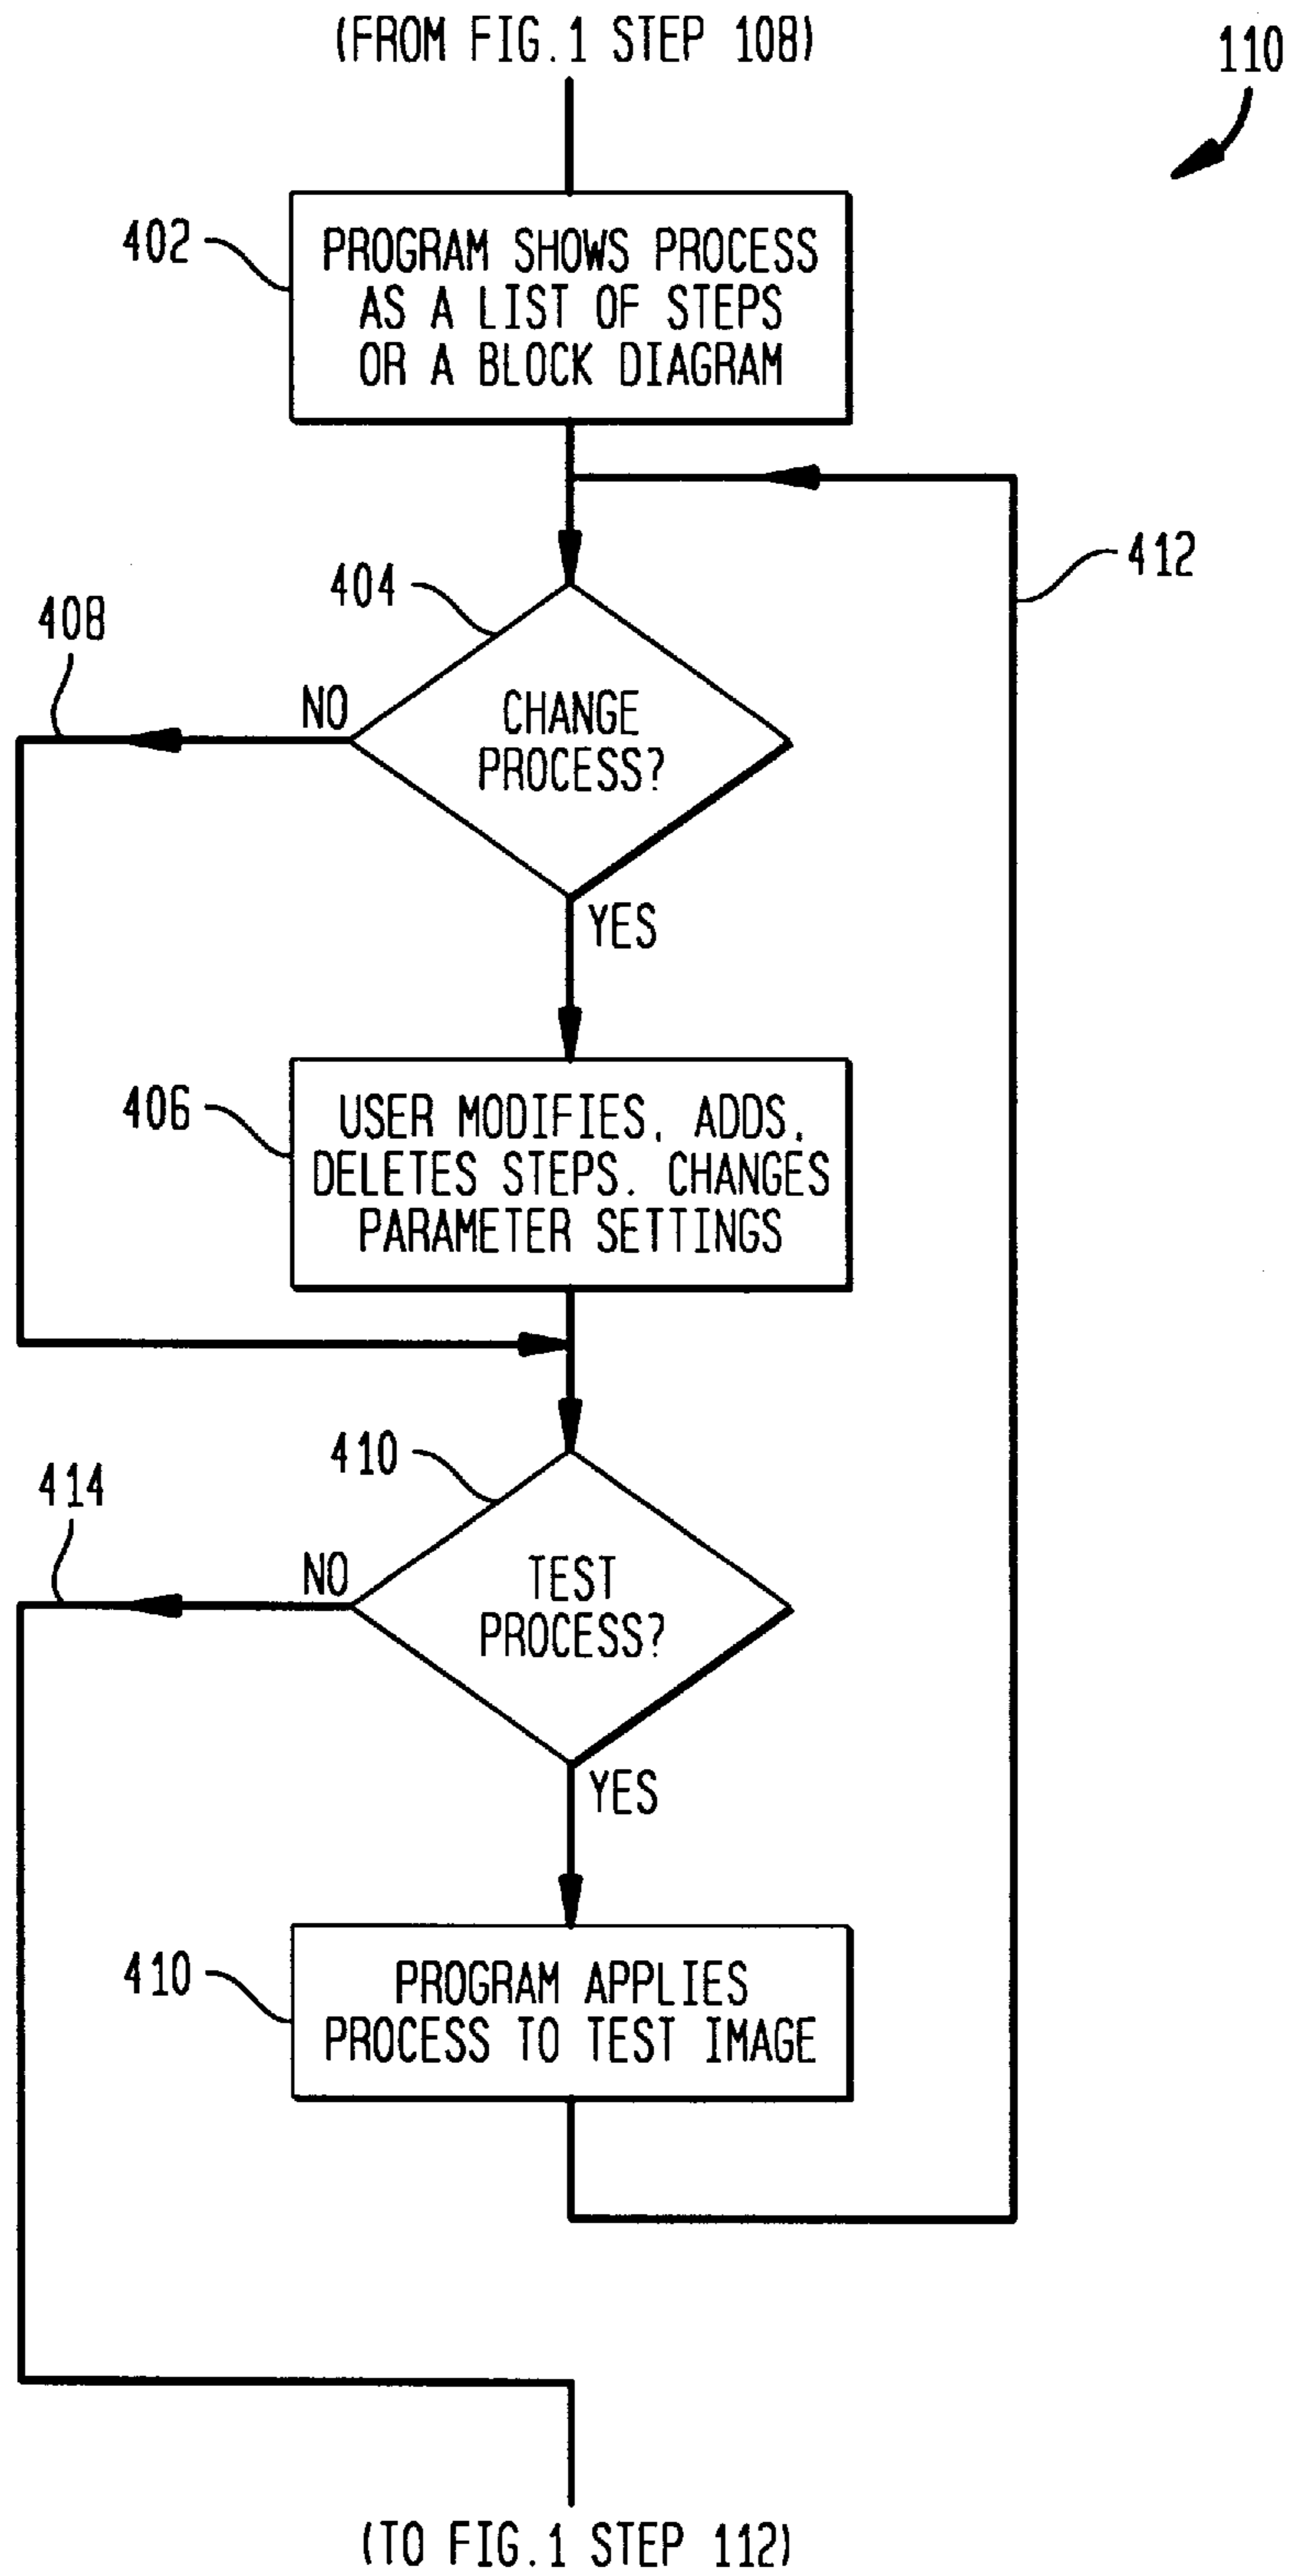 (FROM FIG.1 STEP 108)
110
402
PROGRAM SHOWS PROCESS
AS A LIST OF STEPS
OR A BLOCK DIAGRAM
412
404
408
NO
CHANGE
PROCESS?
YES
406
USER MODIFIES, ADDS,
DELETES STEPS. CHANGES
PARAMETER SETTINGS
410
414
NO
TEST
PROCESS?
YES
410
PROGRAM APPLIES
PROCESS TO TEST IMAGE
(TO FIG.1 STEP 112)